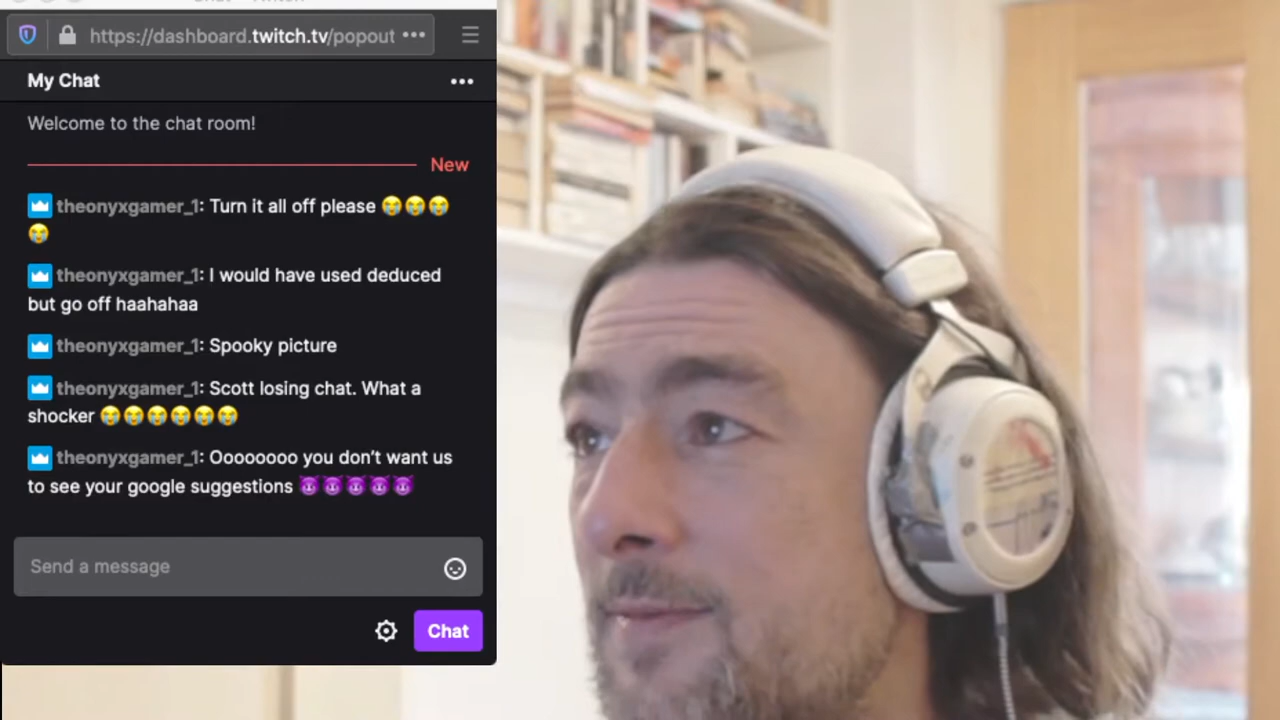 https://dashboard.twitch.tv/popout
My Chat
Welcome to the chat room!
New
theonyxgamer_1: Turn it all off please 😭😭😭
😭
theonyxgamer_1: I would have used deduced
but go off haahahaa
theonyxgamer_1: Spooky picture
theonyxgamer_1: Scott losing chat. What a
shocker 😭😭😭😭😭😭
theonyxgamer_1: Oooooooo you don’t want us
to see your google suggestions 😈😈😈😈😈
Send a message
Chat